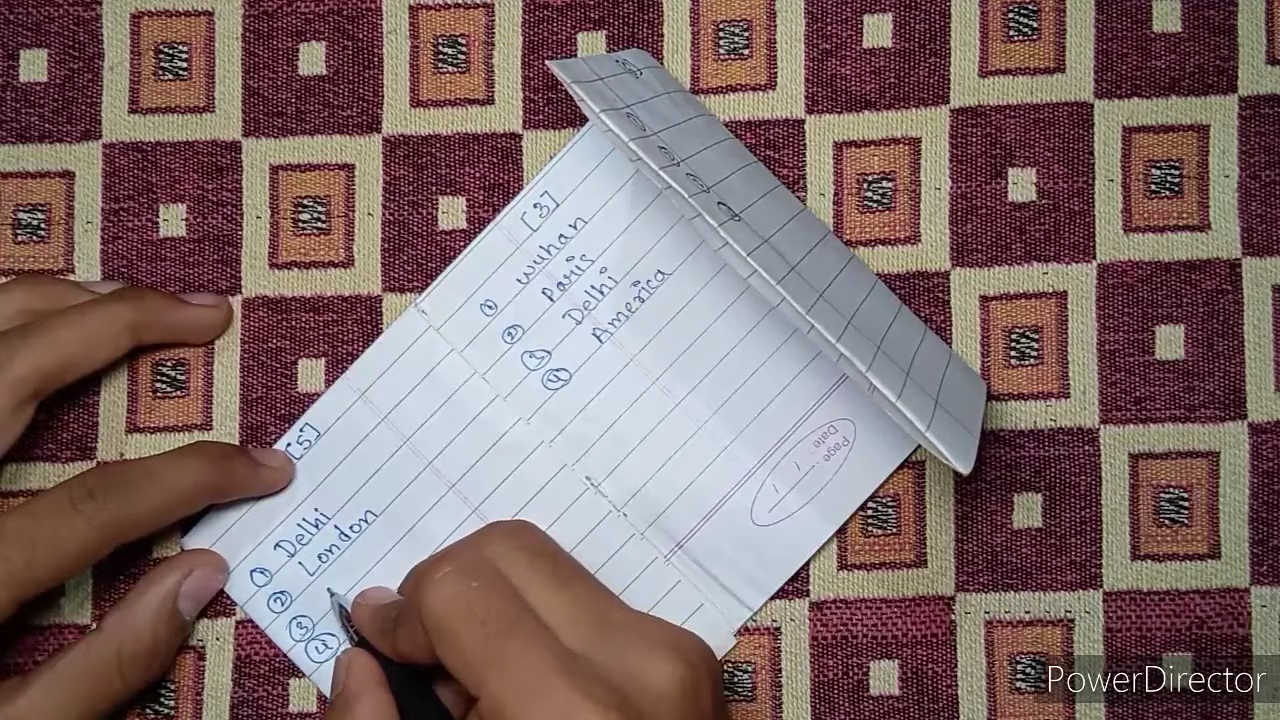 [3]
① Wuhan
② Paris
③ Delhi
④ America
[5]
① Delhi
② London
③
④
Page :
Date : / /
PowerDirector